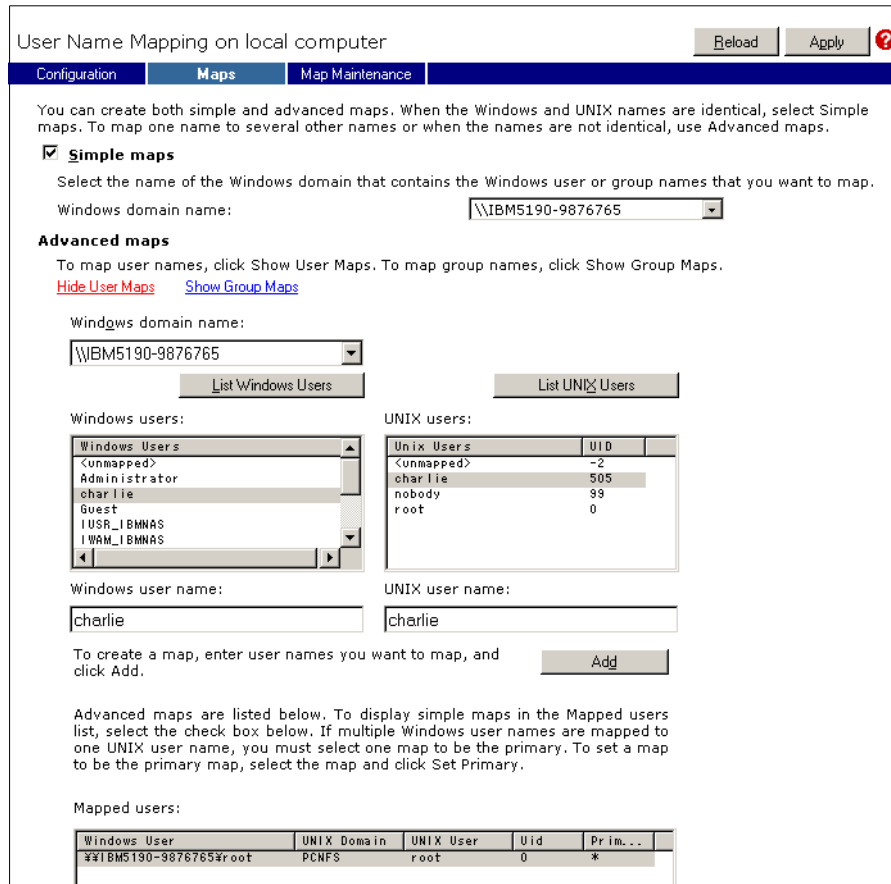 User Name Mapping on local computer
Reload
Apply
?
Configuration
Maps
Map Maintenance
You can create both simple and advanced maps. When the Windows and UNIX names are identical, select Simple
maps. To map one name to several other names or when the names are not identical, use Advanced maps.
Simple maps
Select the name of the Windows domain that contains the Windows user or group names that you want to map.
Windows domain name:
\\IBM5190-9876765
Advanced maps
To map user names, click Show User Maps. To map group names, click Show Group Maps.
Hide User Maps
Show Group Maps
Windows domain name:
\\IBM5190-9876765
List Windows Users
List UNIX Users
Windows users:
UNIX users:
Windows Users
Unix Users UID
<unmapped>
<unmapped> -2
Administrator
charlie 505
charlie
nobody 99
Guest
root 0
IUSR_IBMNAS
IWAM_IBMNAS
Windows user name:
UNIX user name:
charlie
charlie
To create a map, enter user names you want to map, and
click Add.
Add
Advanced maps are listed below. To display simple maps in the Mapped users
list, select the check box below. If multiple Windows user names are mapped to
one UNIX user name, you must select one map to be the primary. To set a map
to be the primary map, select the map and click Set Primary.
Mapped users:
Windows User UNIX Domain UNIX User Uid Prim...
¥¥IBM5190-9876765¥root PCNFS root 0 *